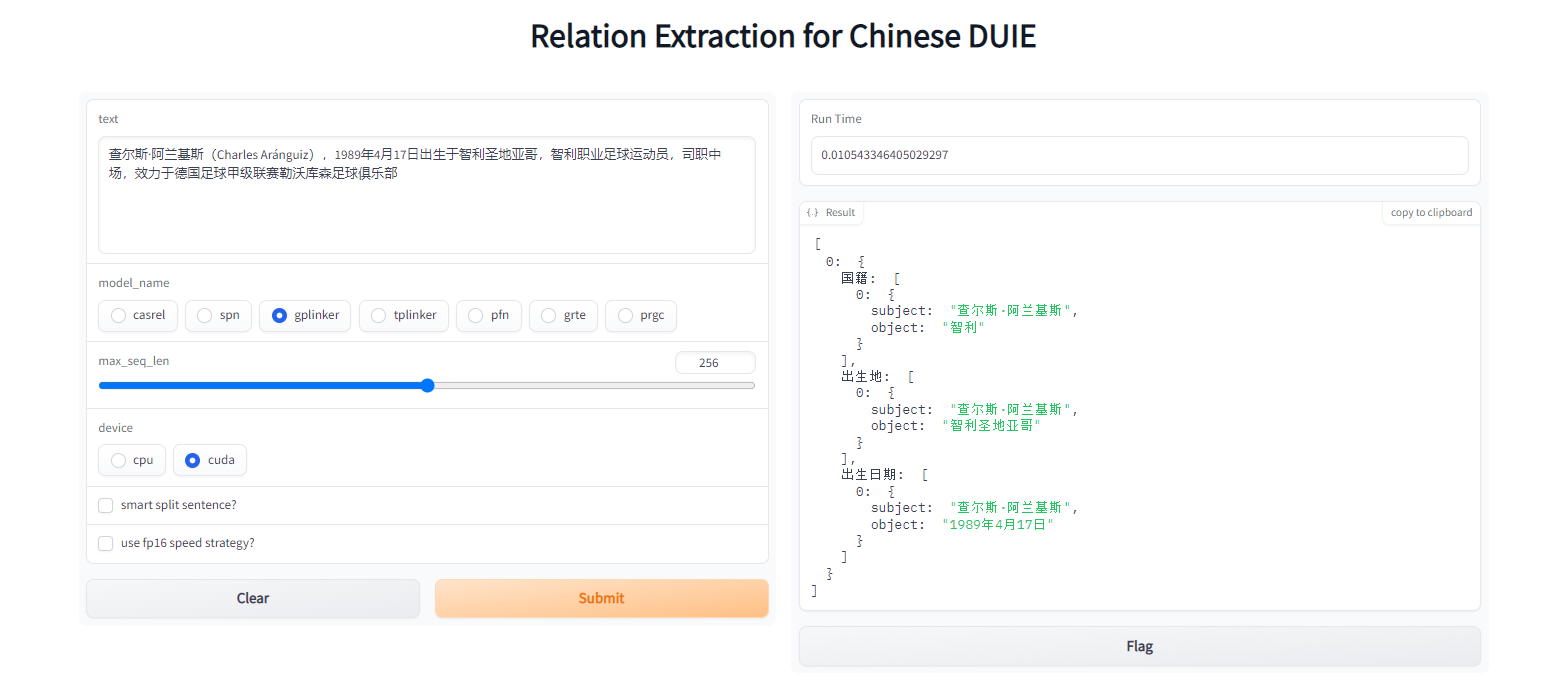 Relation Extraction for Chinese DUIE
text
查尔斯·阿兰基斯（Charles Aránguiz），1989年4月17日出生于智利圣地亚哥，智利职业足球运动员，司职中
场，效力于德国足球甲级联赛勒沃库森足球俱乐部
model_name
casrel spn gplinker tplinker pfn grte prgc
max_seq_len 256
device
cpu cuda
smart split sentence?
use fp16 speed strategy?
Clear Submit
Run Time
0.010543346405029297
{.} Result copy to clipboard
[
0: {
国籍: [
0: {
subject: "查尔斯·阿兰基斯",
object: "智利"
}
],
出生地: [
0: {
subject: "查尔斯·阿兰基斯",
object: "智利圣地亚哥"
}
],
出生日期: [
0: {
subject: "查尔斯·阿兰基斯",
object: "1989年4月17日"
}
]
}
]
Flag